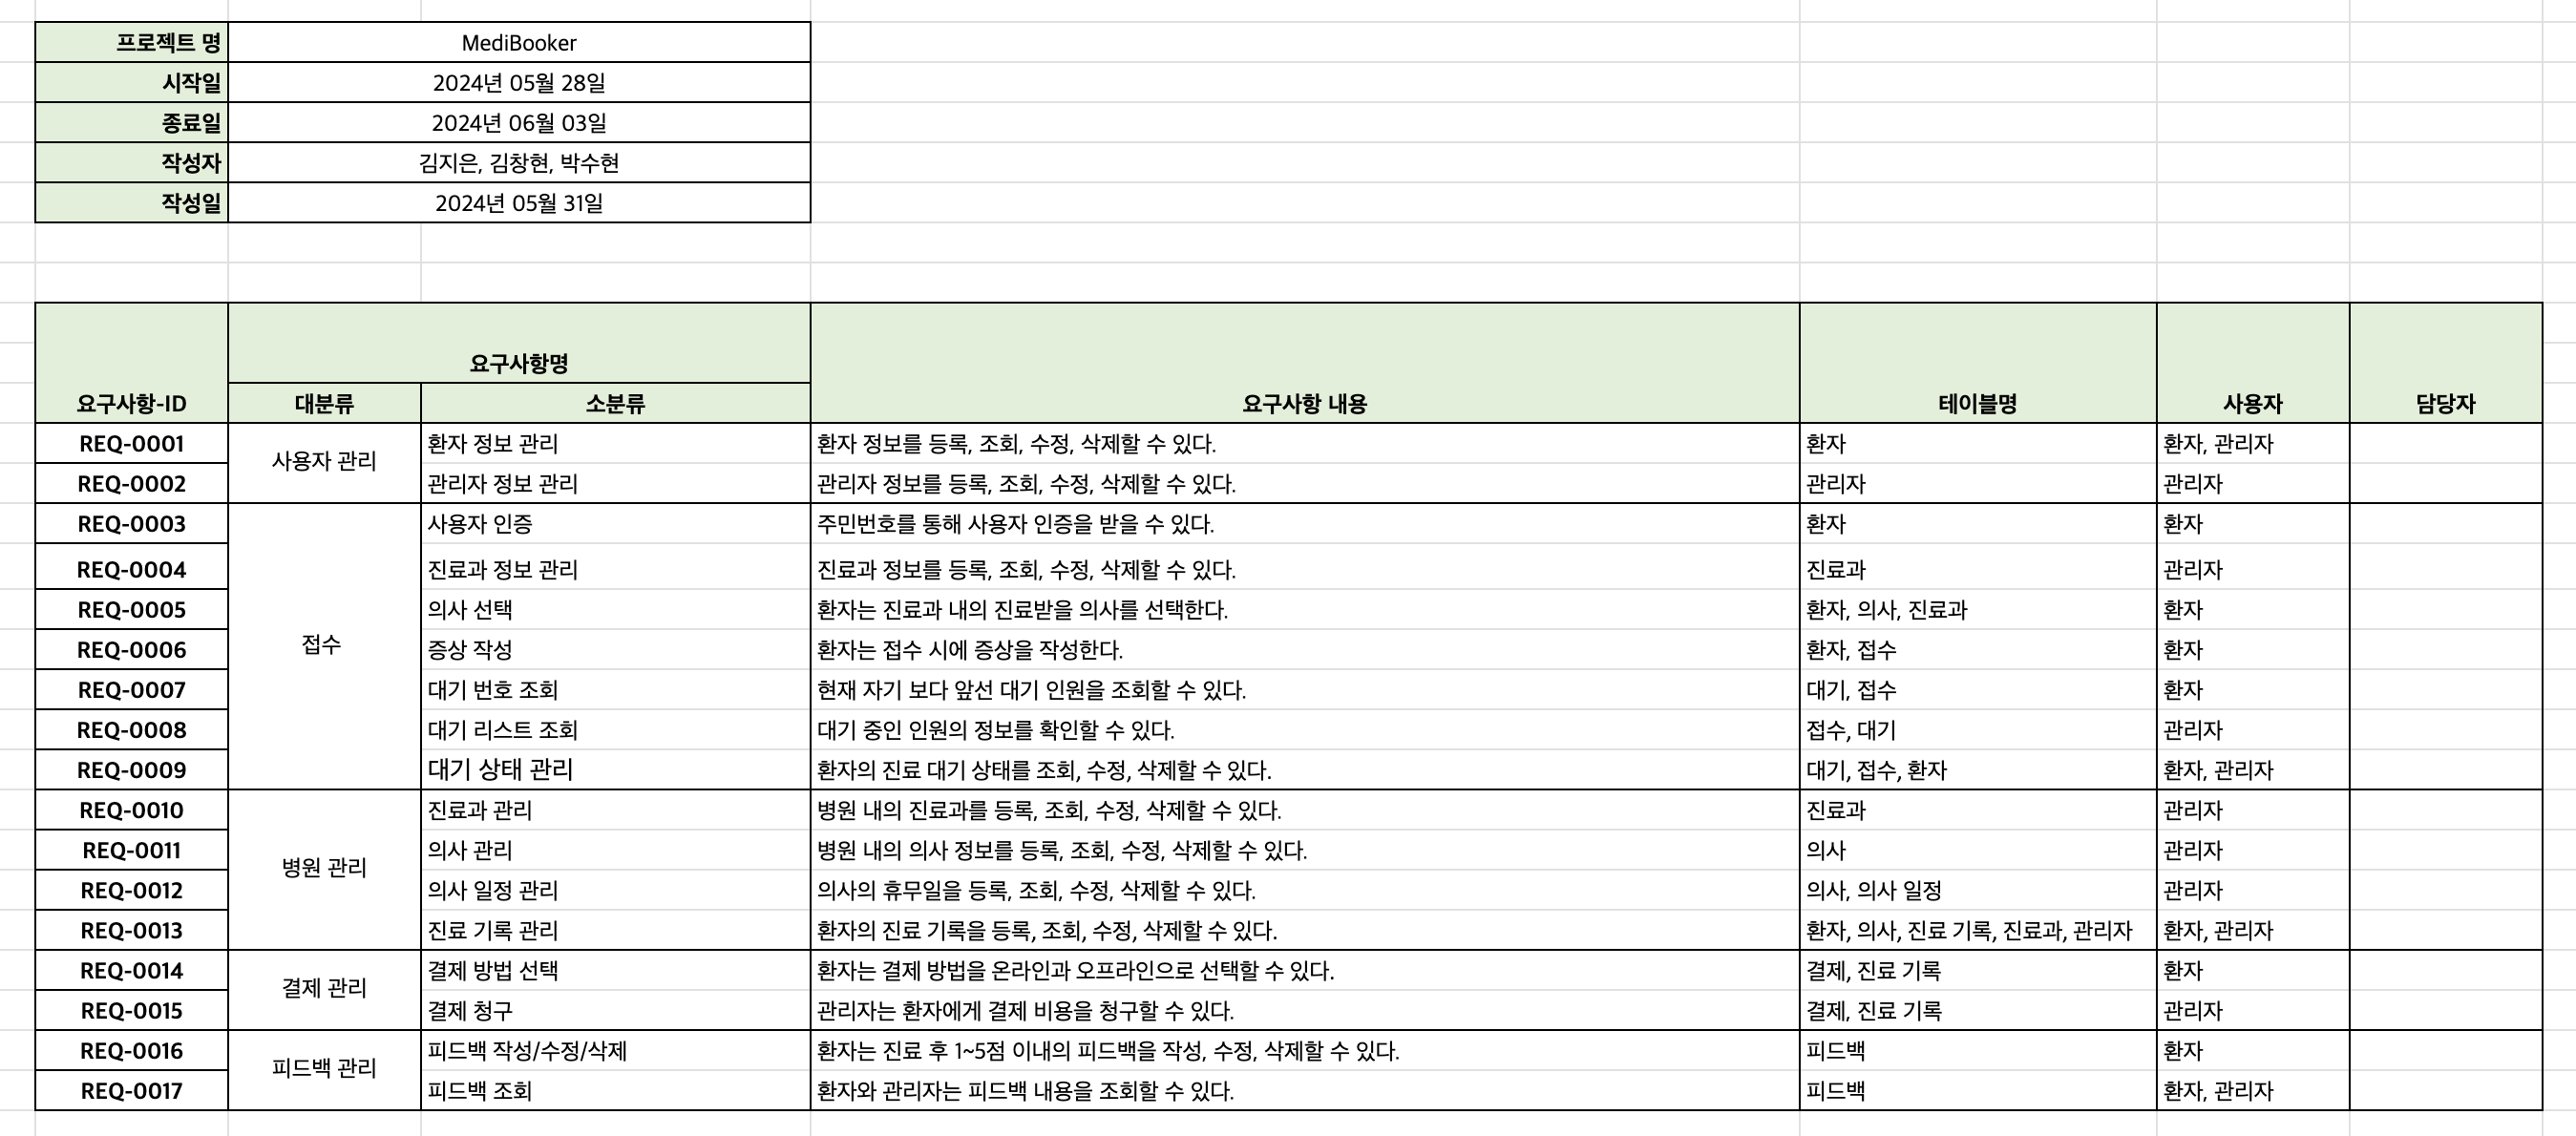 프로젝트 명 MediBooker
시작일 2024년 05월 28일
종료일 2024년 06월 03일
작성자 김지은, 김창현, 박수현
작성일 2024년 05월 31일
요구사항-ID 요구사항명 요구사항 내용 테이블명 사용자 담당자
대분류 소분류
REQ-0001 사용자 관리 환자 정보 관리 환자 정보를 등록, 조회, 수정, 삭제할 수 있다. 환자 환자, 관리자
REQ-0002 관리자 정보 관리 관리자 정보를 등록, 조회, 수정, 삭제할 수 있다. 관리자 관리자
REQ-0003 접수 사용자 인증 주민번호를 통해 사용자 인증을 받을 수 있다. 환자 환자
REQ-0004 진료과 정보 관리 진료과 정보를 등록, 조회, 수정, 삭제할 수 있다. 진료과 관리자
REQ-0005 의사 선택 환자는 진료과 내의 진료받을 의사를 선택한다. 환자, 의사, 진료과 환자
REQ-0006 증상 작성 환자는 접수 시에 증상을 작성한다. 환자, 접수 환자
REQ-0007 대기 번호 조회 현재 자기 보다 앞선 대기 인원을 조회할 수 있다. 대기, 접수 환자
REQ-0008 대기 리스트 조회 대기 중인 인원의 정보를 확인할 수 있다. 접수, 대기 관리자
REQ-0009 대기 상태 관리 환자의 진료 대기 상태를 조회, 수정, 삭제할 수 있다. 대기, 접수, 환자 환자, 관리자
REQ-0010 병원 관리 진료과 관리 병원 내의 진료과를 등록, 조회, 수정, 삭제할 수 있다. 진료과 관리자
REQ-0011 의사 관리 병원 내의 의사 정보를 등록, 조회, 수정, 삭제할 수 있다. 의사 관리자
REQ-0012 의사 일정 관리 의사의 휴무일을 등록, 조회, 수정, 삭제할 수 있다. 의사, 의사 일정 관리자
REQ-0013 진료 기록 관리 환자의 진료 기록을 등록, 조회, 수정, 삭제할 수 있다. 환자, 의사, 진료 기록, 진료과, 관리자 환자, 관리자
REQ-0014 결제 관리 결제 방법 선택 환자는 결제 방법을 온라인과 오프라인으로 선택할 수 있다. 결제, 진료 기록 환자
REQ-0015 결제 청구 관리자는 환자에게 결제 비용을 청구할 수 있다. 결제, 진료 기록 관리자
REQ-0016 피드백 관리 피드백 작성/수정/삭제 환자는 진료 후 1~5점 이내의 피드백을 작성, 수정, 삭제할 수 있다. 피드백 환자
REQ-0017 피드백 조회 환자와 관리자는 피드백 내용을 조회할 수 있다. 피드백 환자, 관리자